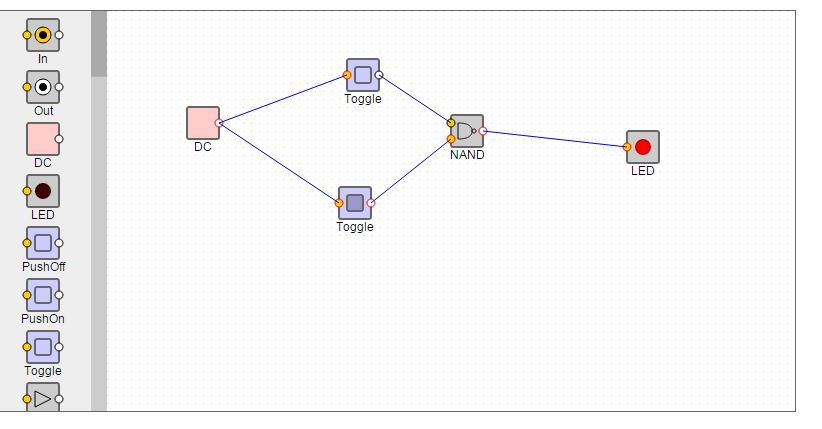 In
Out
DC
LED
PushOff
PushOn
Toggle
DC
Toggle
Toggle
NAND
LED